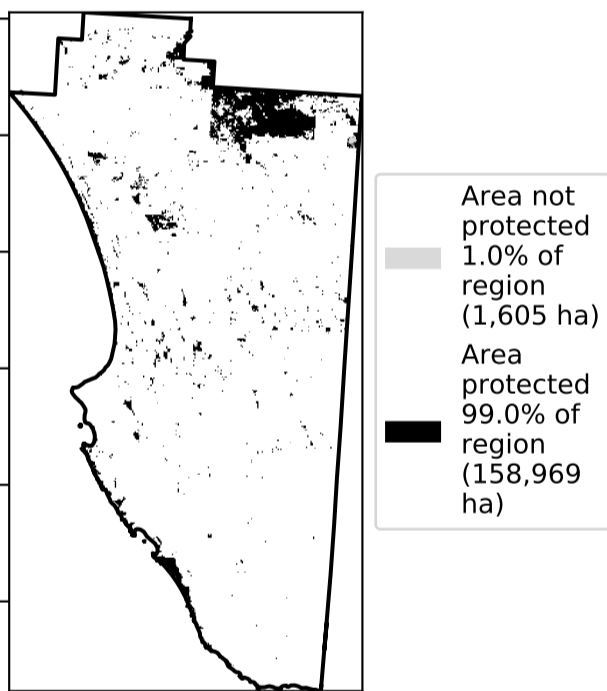 Area not
protected
1.0% of
region
(1,605 ha)
Area
protected
99.0% of
region
(158,969
ha)